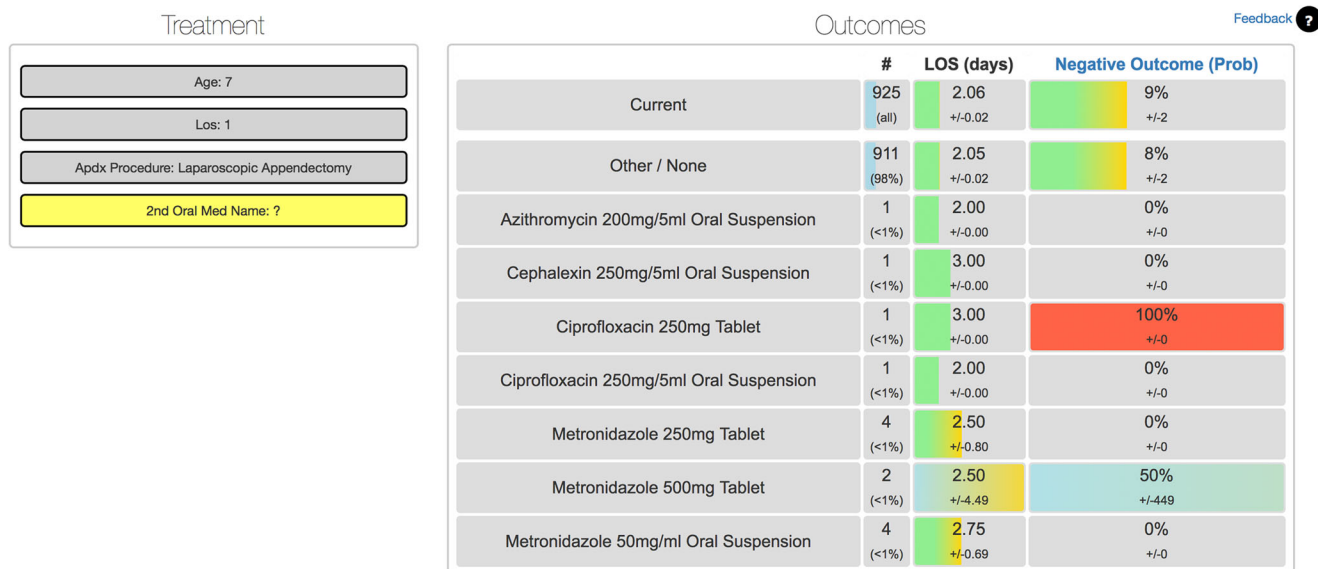 Treatment
Outcomes
Feedback ?
Age: 7
Los: 1
Apdx Procedure: Laparoscopic Appendectomy
2nd Oral Med Name: ?
# LOS (days) Negative Outcome (Prob)
Current 925 2.06 9%
(all) +/-0.02 +/-2
Other / None 911 2.05 8%
(98%) +/-0.02 +/-2
Azithromycin 200mg/5ml Oral Suspension 1 2.00 0%
(<1%) +/-0.00 +/-0
Cephalexin 250mg/5ml Oral Suspension 1 3.00 0%
(<1%) +/-0.00 +/-0
Ciprofloxacin 250mg Tablet 1 3.00 100%
(<1%) +/-0.00 +/-0
Ciprofloxacin 250mg/5ml Oral Suspension 1 2.00 0%
(<1%) +/-0.00 +/-0
Metronidazole 250mg Tablet 4 2.50 0%
(<1%) +/-0.80 +/-0
Metronidazole 500mg Tablet 2 2.50 50%
(<1%) +/-4.49 +/-449
Metronidazole 50mg/ml Oral Suspension 4 2.75 0%
(<1%) +/-0.69 +/-0